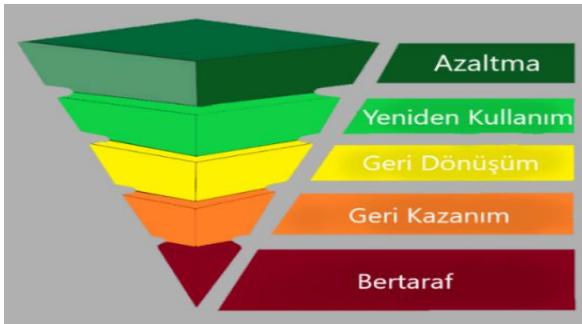 Azaltma
Yeniden Kullanım
Geri Dönüşüm
Geri Kazanım
Bertaraf